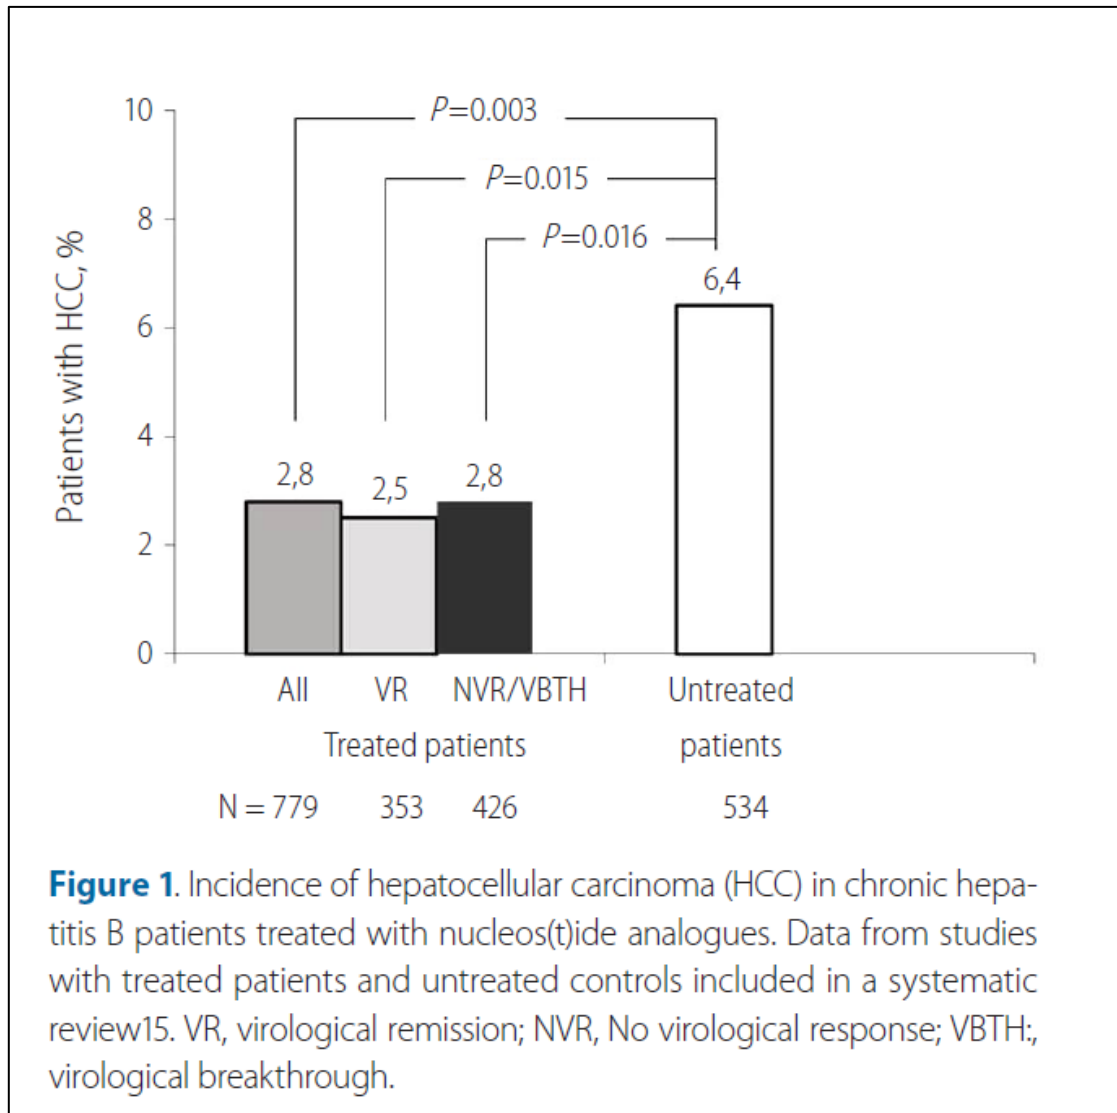 10
P=0.003
P=0.015
8
P=0.016
6,4
6
Patients with HCC, %
4
2,8
2,5
2,8
2
0
All VR NVR/VBTH Untreated
Treated patients patients
N = 779 353 426 534
Figure 1. Incidence of hepatocellular carcinoma (HCC) in chronic hepa-
titis B patients treated with nucleos(t)ide analogues. Data from studies
with treated patients and untreated controls included in a systematic
review15. VR, virological remission; NVR, No virological response; VBTH:,
virological breakthrough.